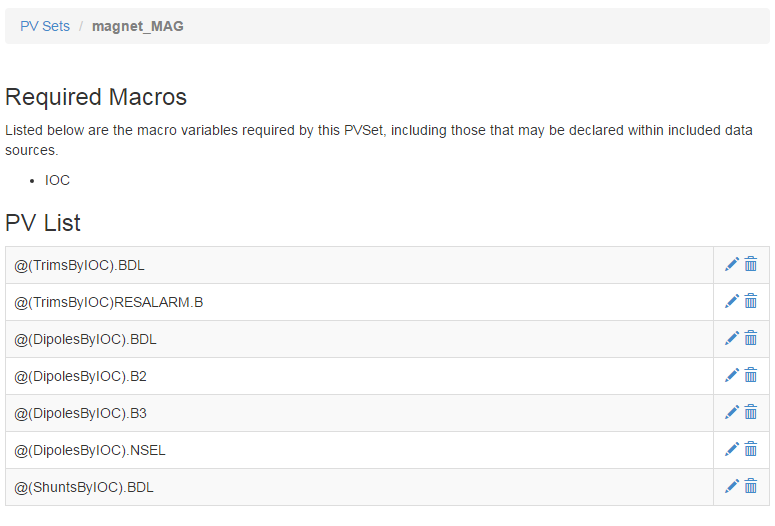 PV Sets / magnet_MAG
Required Macros
Listed below are the macro variables required by this PVSet, including those that may be declared within included data
sources.
• IOC
PV List
@(TrimsByIOC).BDL
@(TrimsByIOC)RESALARM.B
@(DipolesByIOC).BDL
@(DipolesByIOC).B2
@(DipolesByIOC).B3
@(DipolesByIOC).NSEL
@(ShuntsByIOC).BDL